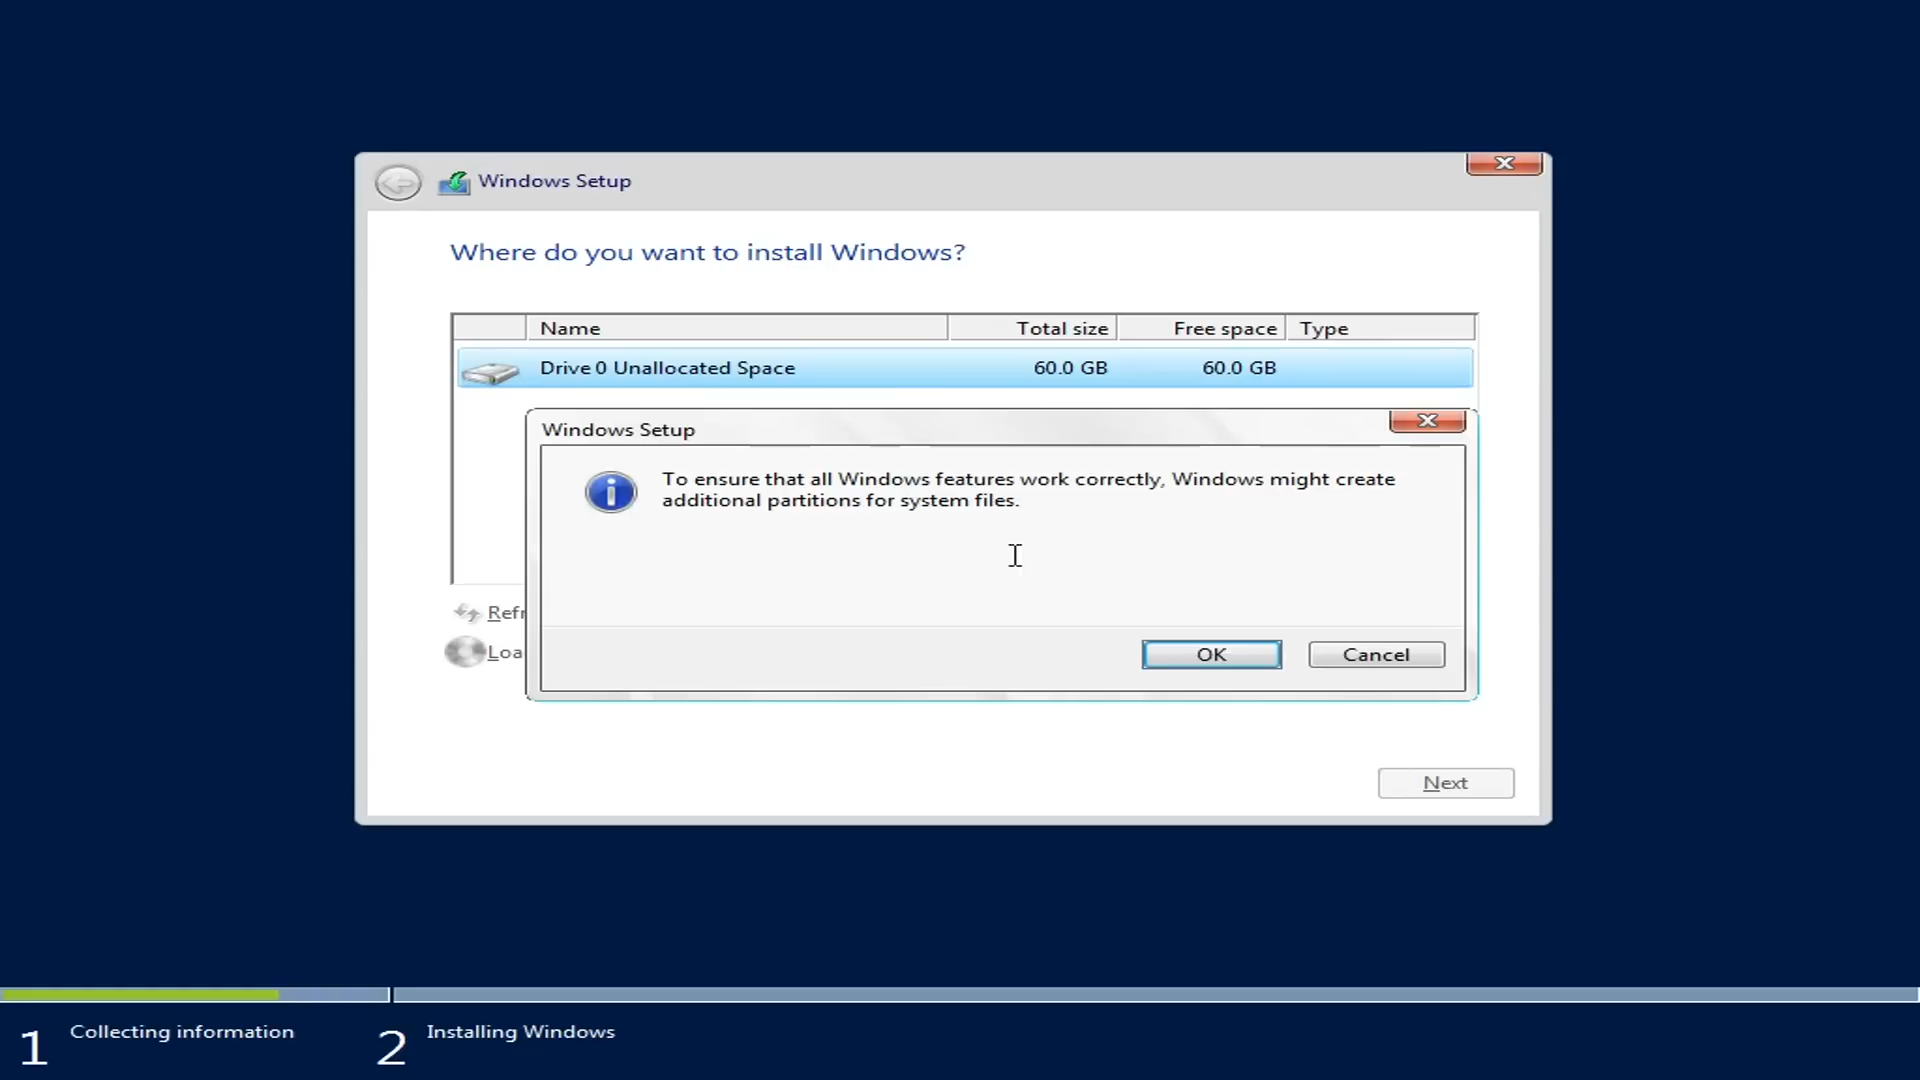 Windows Setup
Where do you want to install Windows?
Name Total size Free space Type
Drive 0 Unallocated Space 60.0 GB 60.0 GB
Windows Setup
To ensure that all Windows features work correctly, Windows might create
additional partitions for system files.
OK Cancel
Refr
Loa
Next
1 Collecting information 2 Installing Windows